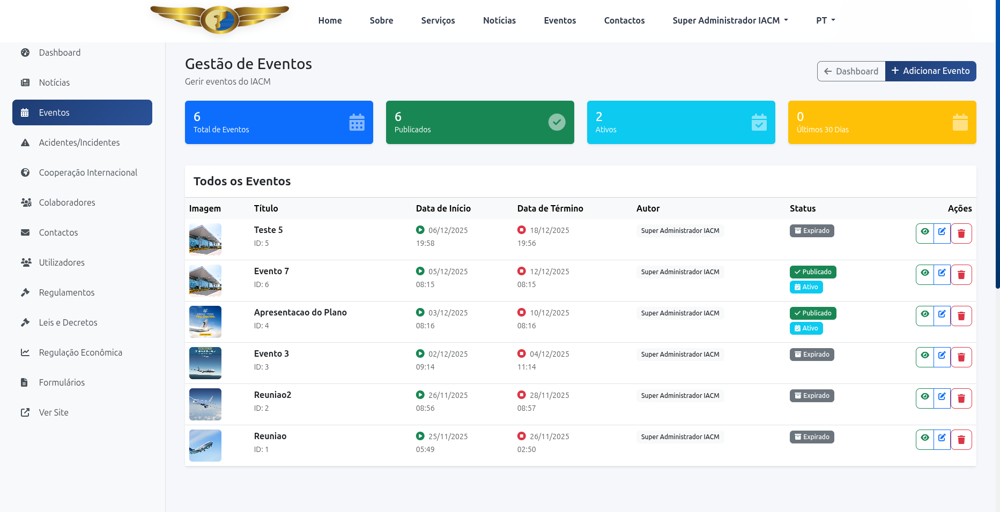 Home Sobre Serviços Notícias Eventos Contactos Super Administrador IACM PT
Dashboard
Notícias
Eventos
Acidentes/Incidentes
Cooperação Internacional
Colaboradores
Contactos
Utilizadores
Regulamentos
Leis e Decretos
Regulação Econômica
Formulários
Ver Site
Gestão de Eventos
Gerir eventos do IACM
Dashboard
Adicionar Evento
6
Total de Eventos
6
Publicados
2
Ativos
0
Últimos 30 Dias
Todos os Eventos
Imagem Título Data de Início Data de Término Autor Status Ações
Teste 5 06/12/2025 18/12/2025 Super Administrador IACM Expirado
ID: 5 19:58 19:56
Evento 7 05/12/2025 12/12/2025 Super Administrador IACM Publicado
ID: 6 08:15 08:15 Ativo
You Decide.
Apresentacao do Plano 03/12/2025 10/12/2025 Super Administrador IACM Publicado
ID: 4 08:16 08:16 Ativo
Evento 3 02/12/2025 04/12/2025 Super Administrador IACM Expirado
ID: 3 09:14 11:14
Reuniao2 26/11/2025 28/11/2025 Super Administrador IACM Expirado
ID: 2 08:56 08:57
Reuniao 25/11/2025 26/11/2025 Super Administrador IACM Expirado
ID: 1 05:49 02:50